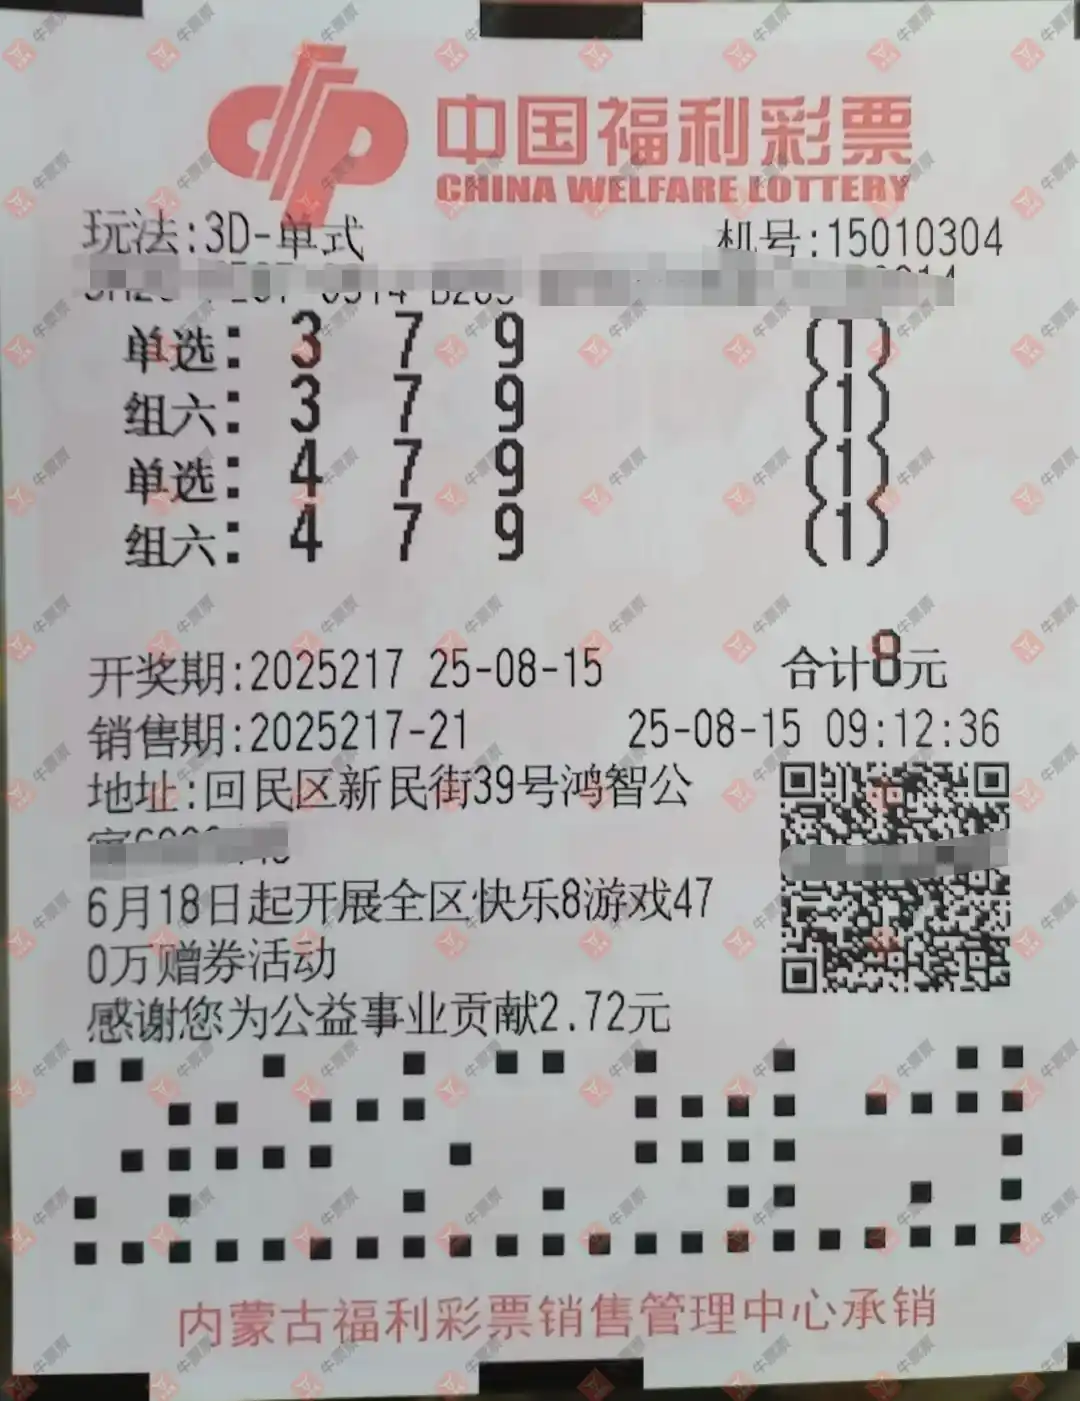 中国福利彩票
CHINA WELFARE LOTTERY
玩法:3D-单式 机号:15010304
单选: 3 7 9 (1)
组六: 3 7 9 (1)
单选: 4 7 9 (1)
组六: 4 7 9 (1)
开奖期:2025217 25-08-15 合计8元
销售期:2025217-21 25-08-15 09:12:36
地址:回民区新民街39号鸿智公
6月18日起开展全区快乐8游戏47
0万赠券活动
感谢您为公益事业贡献2.72元
内蒙古福利彩票销售管理中心承销
牛票票